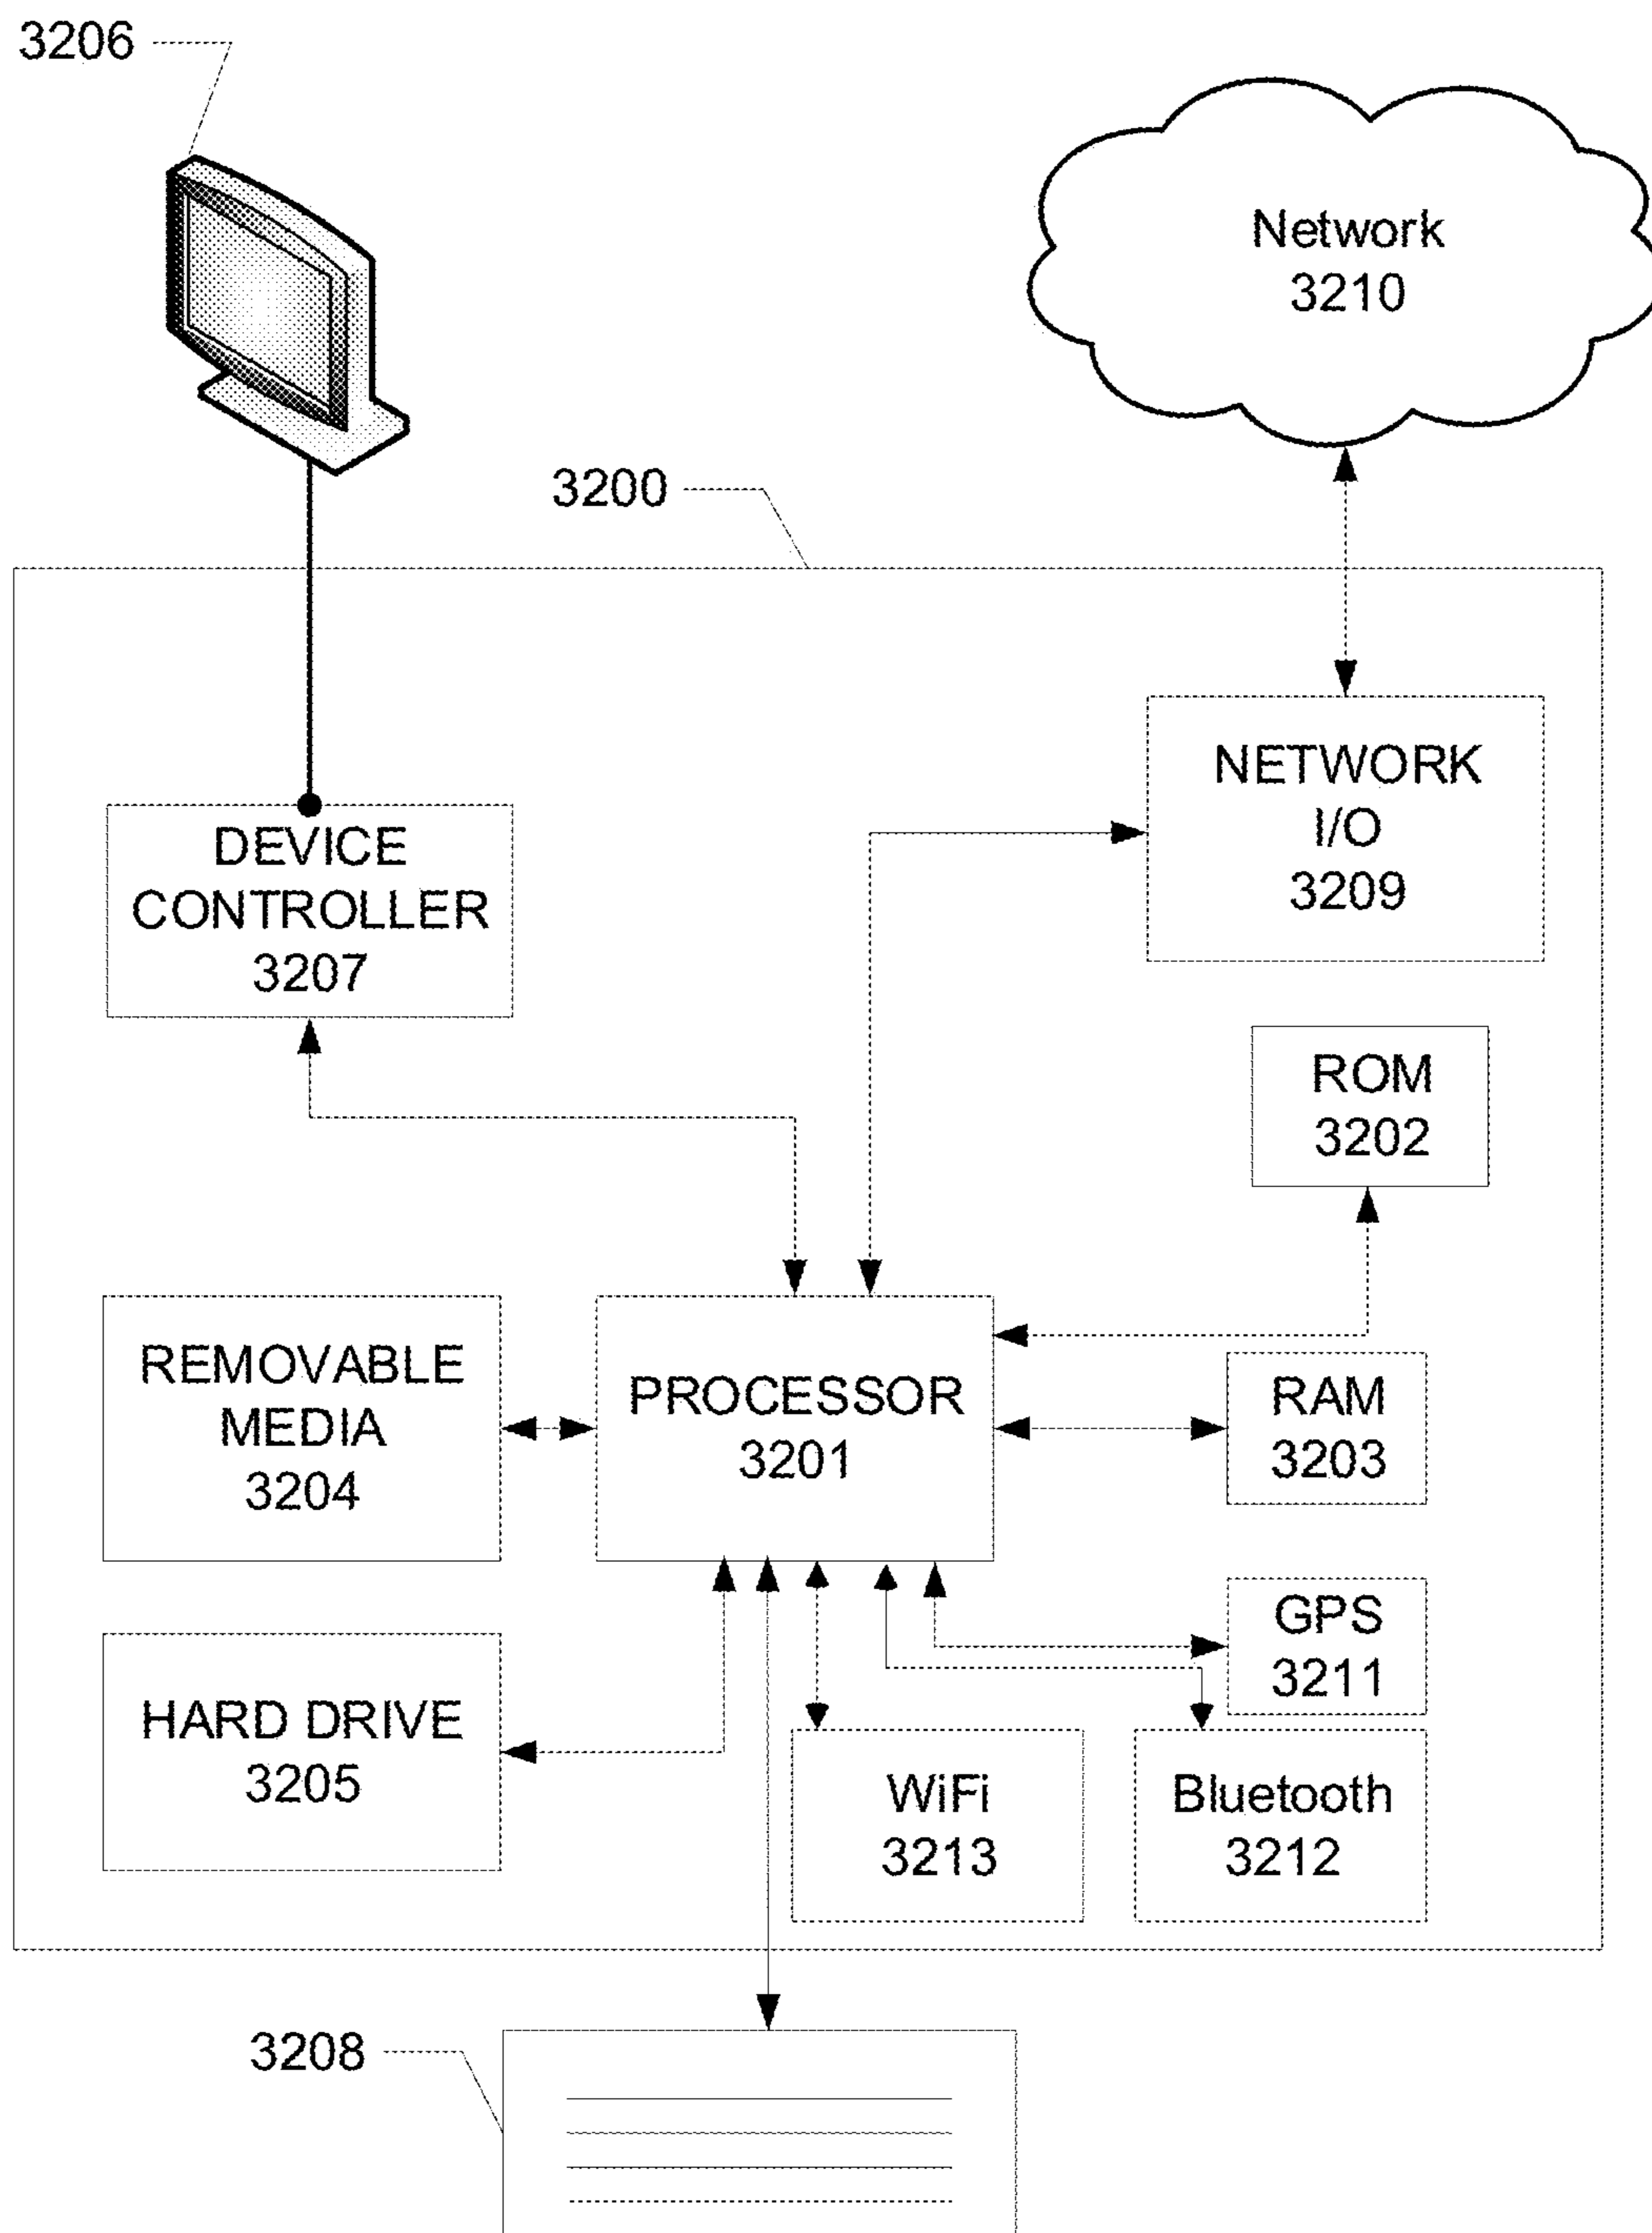 3206
Network
3210
3200
NETWORK
I/O
3209
DEVICE
CONTROLLER
3207
ROM
3202
REMOVABLE
MEDIA
3204
PROCESSOR
3201
RAM
3203
GPS
3211
HARD DRIVE
3205
WiFi
3213
Bluetooth
3212
3208